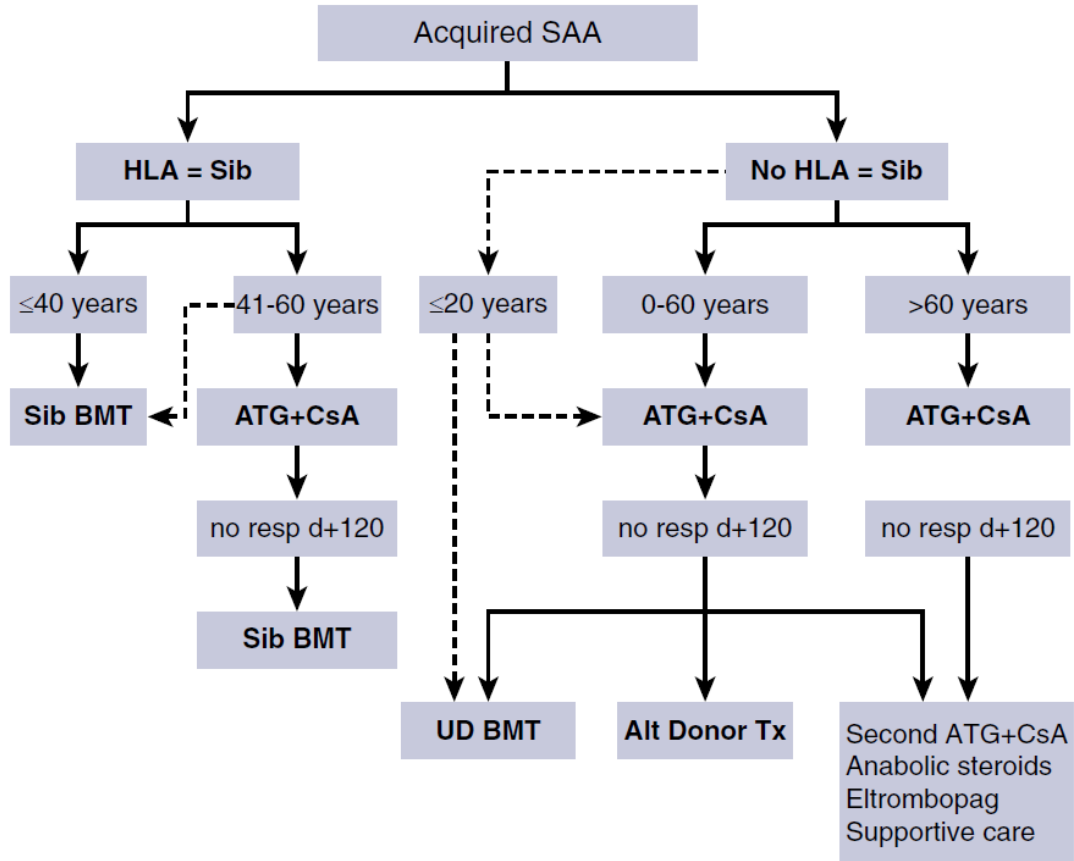 Acquired SAA
HLA = Sib
No HLA = Sib
≤40 years
41-60 years
≤20 years
0-60 years
>60 years
Sib BMT
ATG+CsA
ATG+CsA
ATG+CsA
no resp d+120
no resp d+120
no resp d+120
Sib BMT
UD BMT
Alt Donor Tx
Second ATG+CsA
Anabolic steroids
Eltrombopag
Supportive care